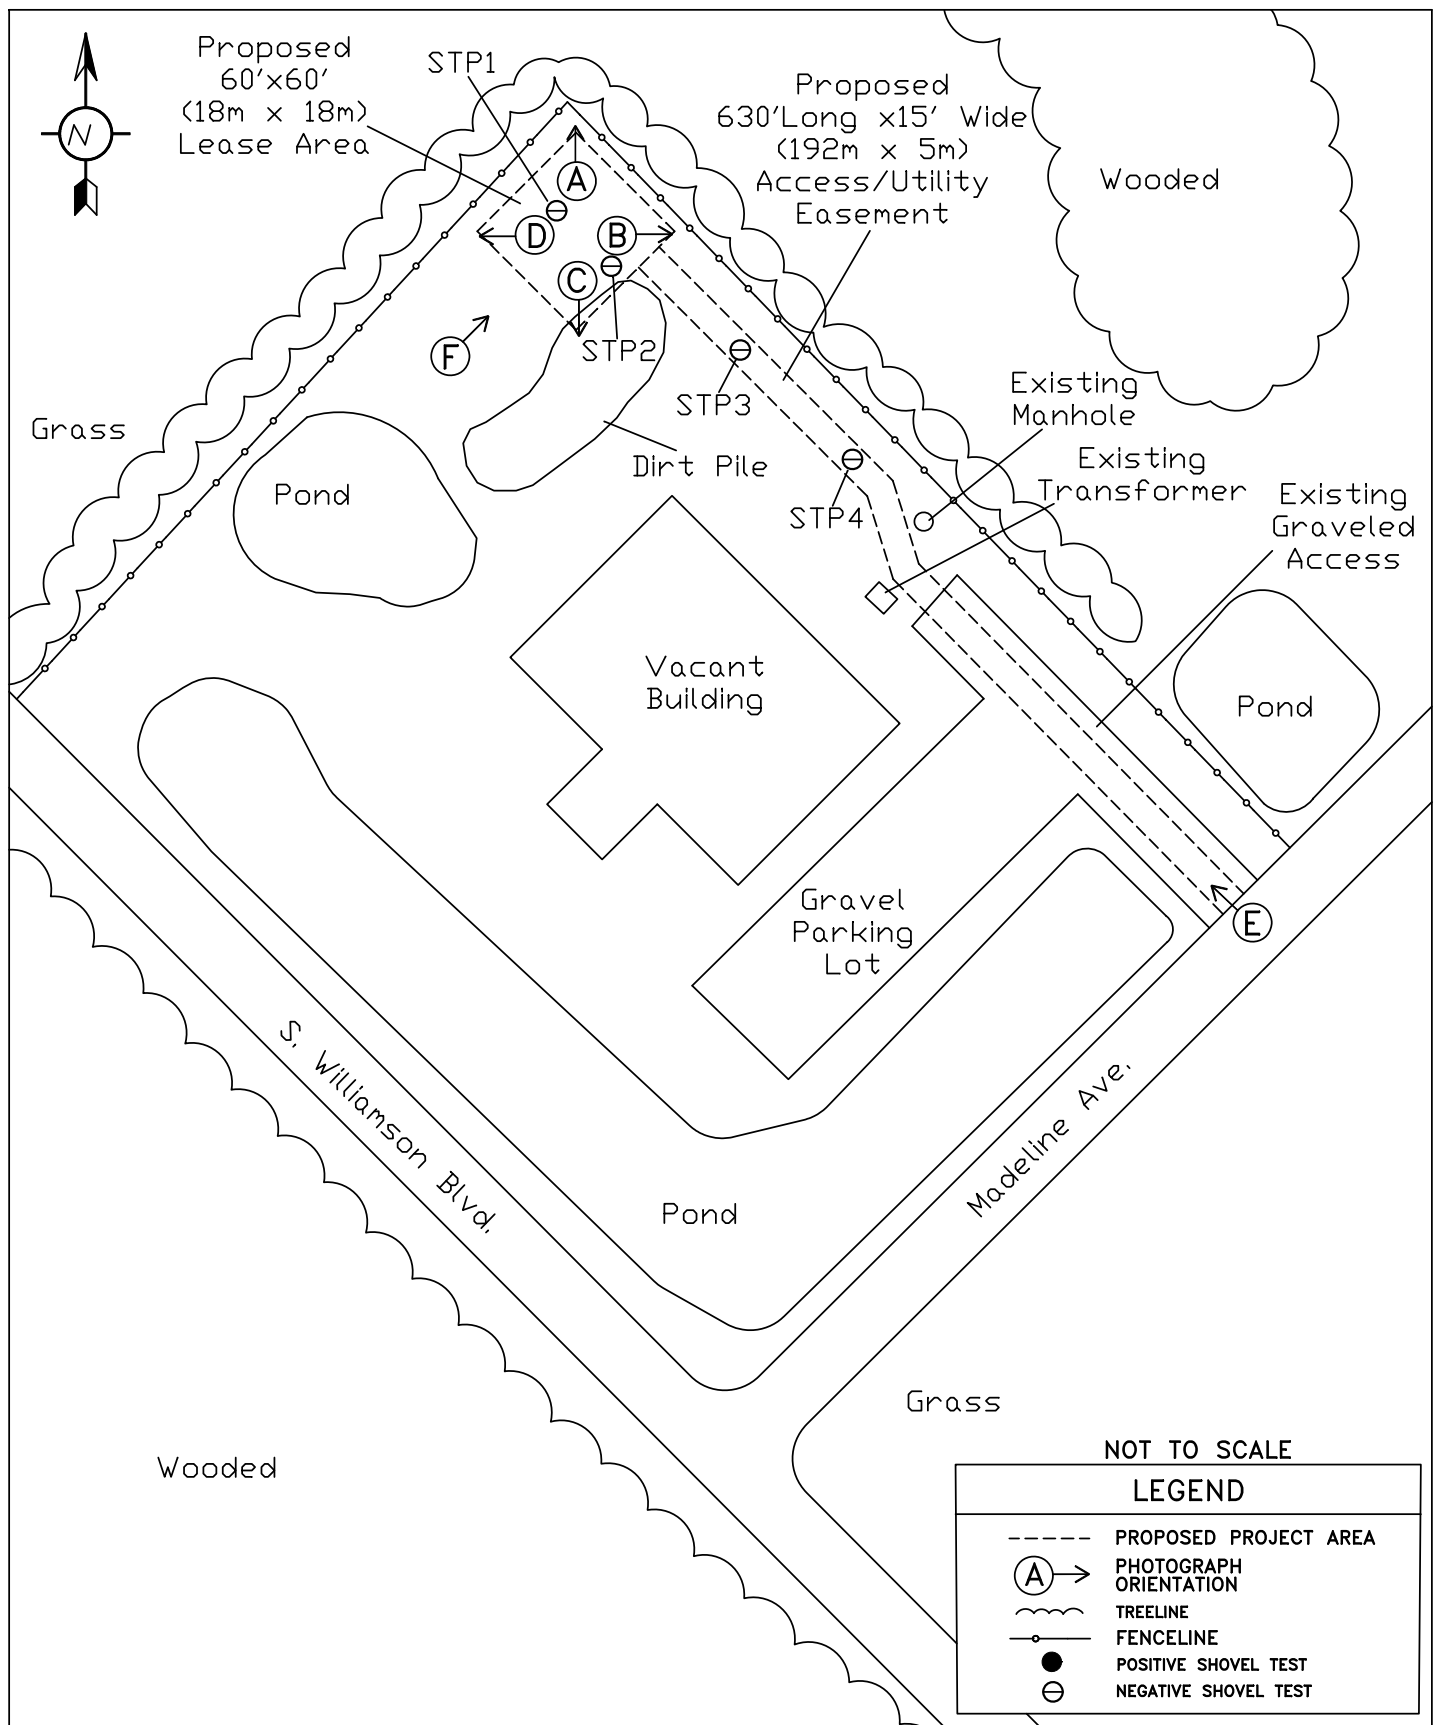 N
Proposed
60'x60'
(18m x 18m)
Lease Area
STP1
Proposed
630'Long x15' Wide
(192m x 5m)
Access/Utility
Easement
Wooded
A
D
B
C
F
STP2
STP3
Grass
Dirt Pile
Pond
STP4
Existing
Manhole
Existing
Transformer
Existing
Graveled
Access
Vacant
Building
Pond
Gravel
Parking
Lot
E
S. Williamson Blvd.
Madeline Ave.
Pond
Grass
Wooded
NOT TO SCALE
LEGEND
PROPOSED PROJECT AREA
A
PHOTOGRAPH
ORIENTATION
TREELINE
FENCELINE
POSITIVE SHOVEL TEST
NEGATIVE SHOVEL TEST